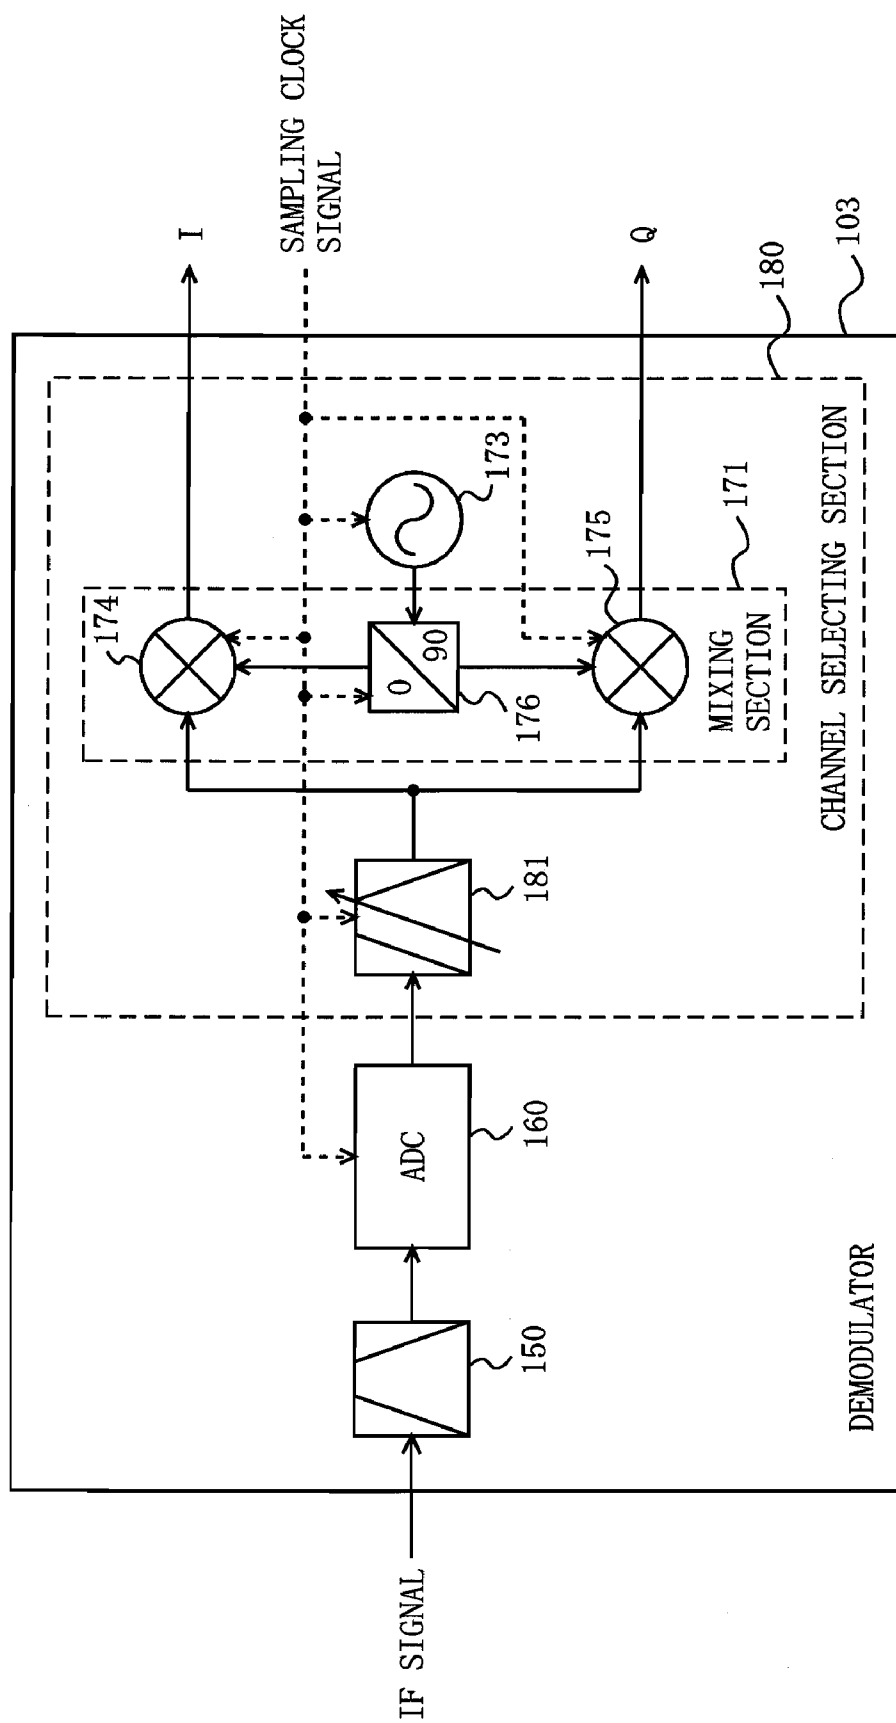 I
SAMPLING CLOCK
SIGNAL
Q
103
180
173
171
175
174
0
90
176
MIXING
SECTION
CHANNEL SELECTING SECTION
181
ADC
160
150
DEMODULATOR
IF SIGNAL